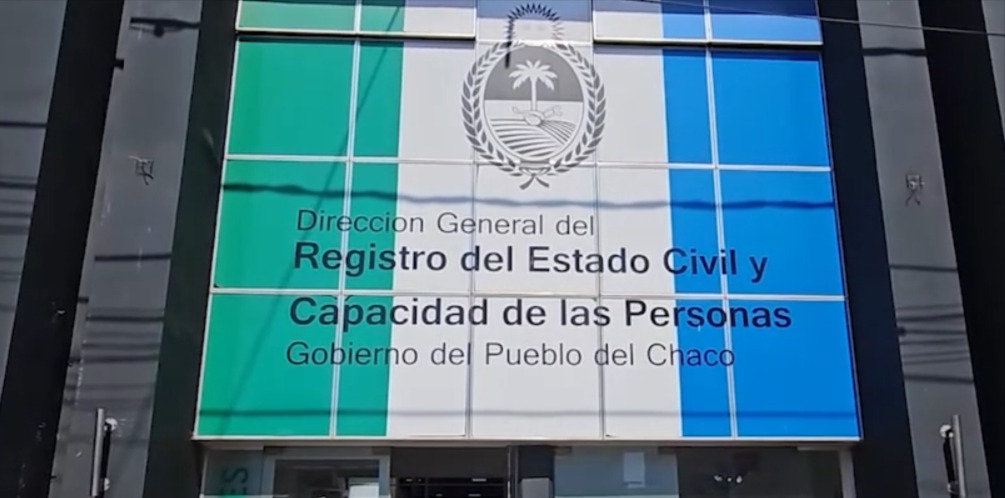 Direccion General del
Registro del Estado Civil y
Capacidad de las Personas
Gobierno del Pueblo del Chaco